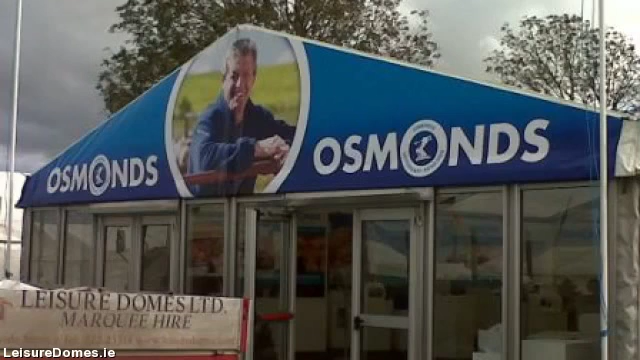 OSMONDS
OSMONDS
LEISURE DOMES LTD.
MARQUEE HIRE
LeisureDomes.ie